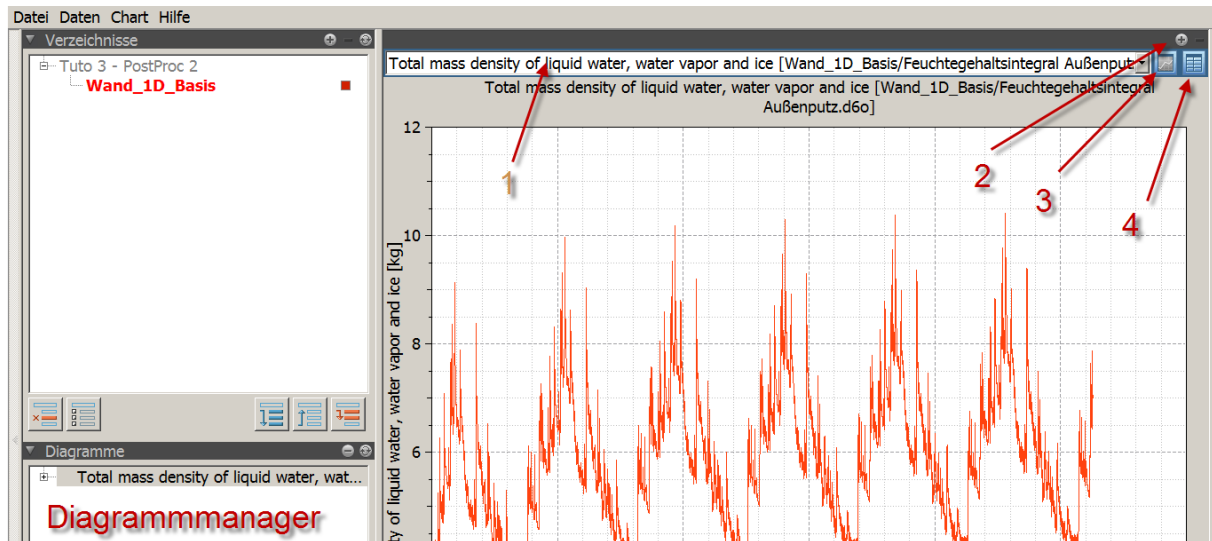 Datei Daten Chart Hilfe
Verzeichnisse
Tuto 3 - PostProc 2
Wand_1D_Basis
Total mass density of liquid water, water vapor and ice [Wand_1D_Basis/Feuchtegehaltsintegral Außenput
Total mass density of liquid water, water vapor and ice [Wand_1D_Basis/Feuchtegehaltsintegral
Außenputz.d6o]
1
2
3
4
12
10
8
6
ty of liquid water, water vapor and ice [kg]
Diagramme
Total mass density of liquid water, wat...
Diagrammmanager